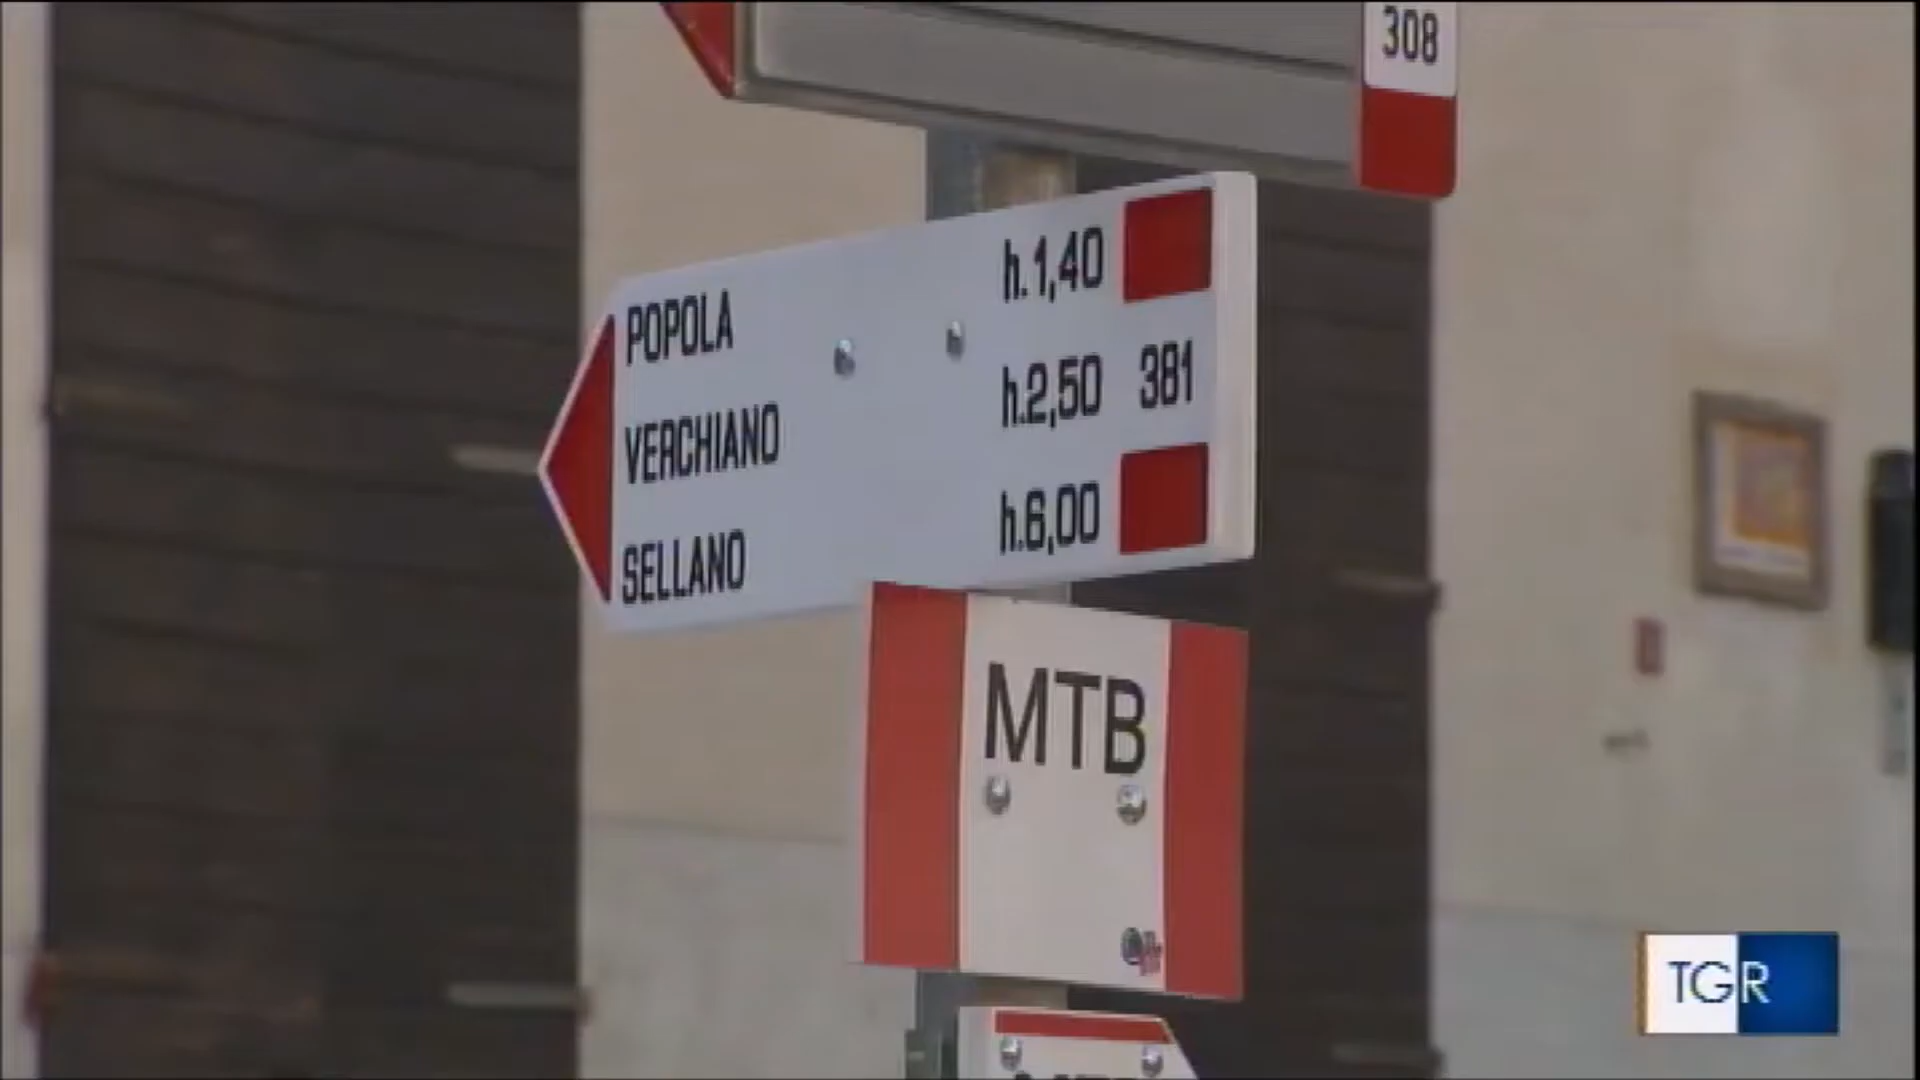 308
POPOLA h.1,40
VERCHIANO h.2,50 381
SELLANO h.6,00
MTB
TGR